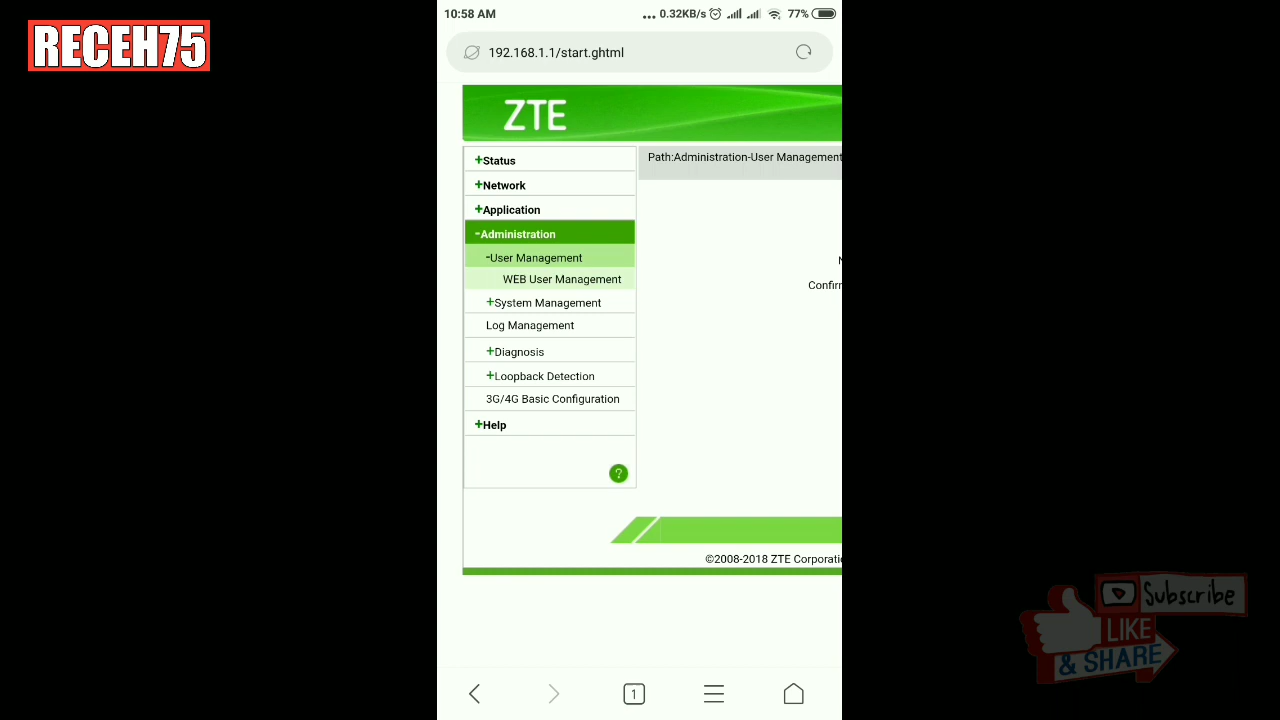 RECEH75
10:58 AM
... 0.32KB/s 77%
192.168.1.1/start.ghtml
ZTE
+Status
Path:Administration-User Management
+Network
+Application
-Administration
-User Management
WEB User Management
Confir
+System Management
Log Management
+Diagnosis
+Loopback Detection
3G/4G Basic Configuration
+Help
?
©2008-2018 ZTE Corporati
1
Subscribe
LIKE
& SHARE